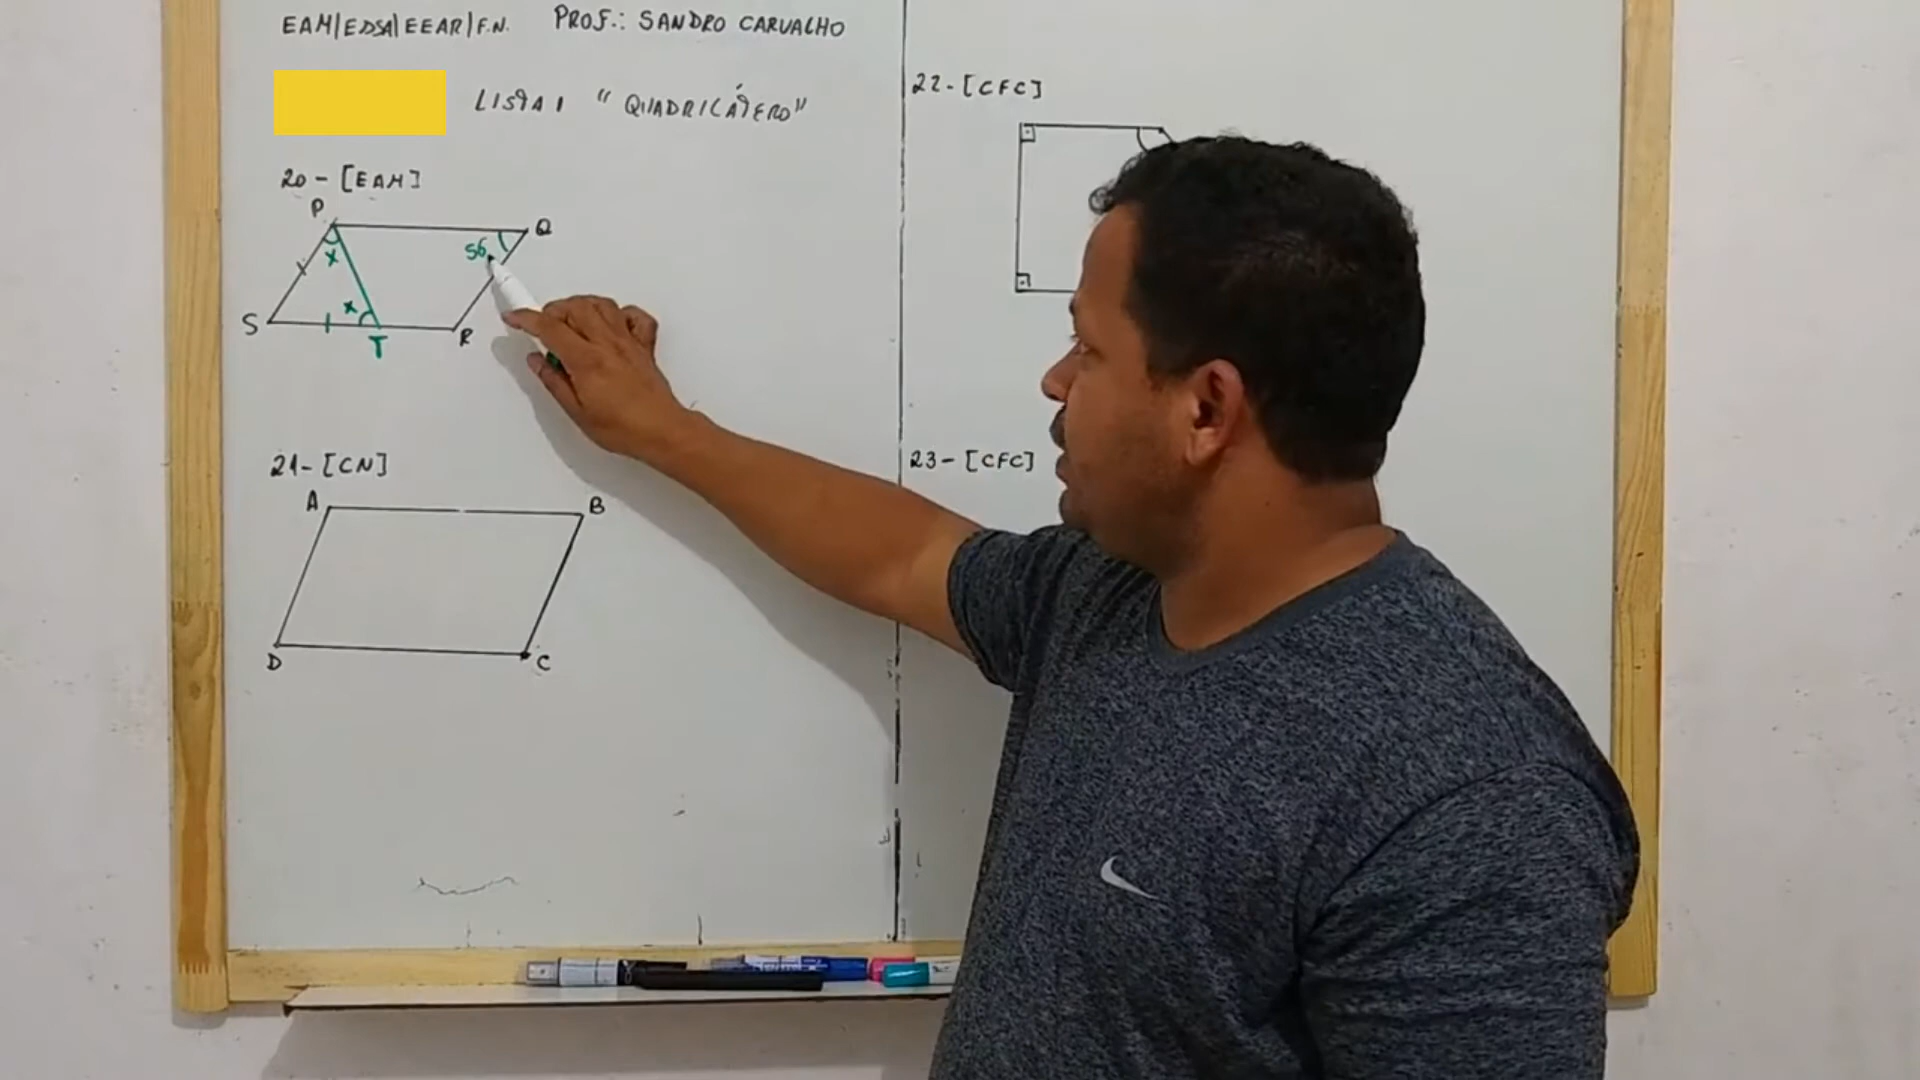 EAM/EDSA/EEAR/F.N. PROF.: SANDRO CARVALHO
LISTA 1 "QUADRILÁTERO"
20 - [EAM]
P
Q
56
x
x
S
T
R
21 - [CN]
A
B
D
C
22 - [CFC]
23 - [CFC]